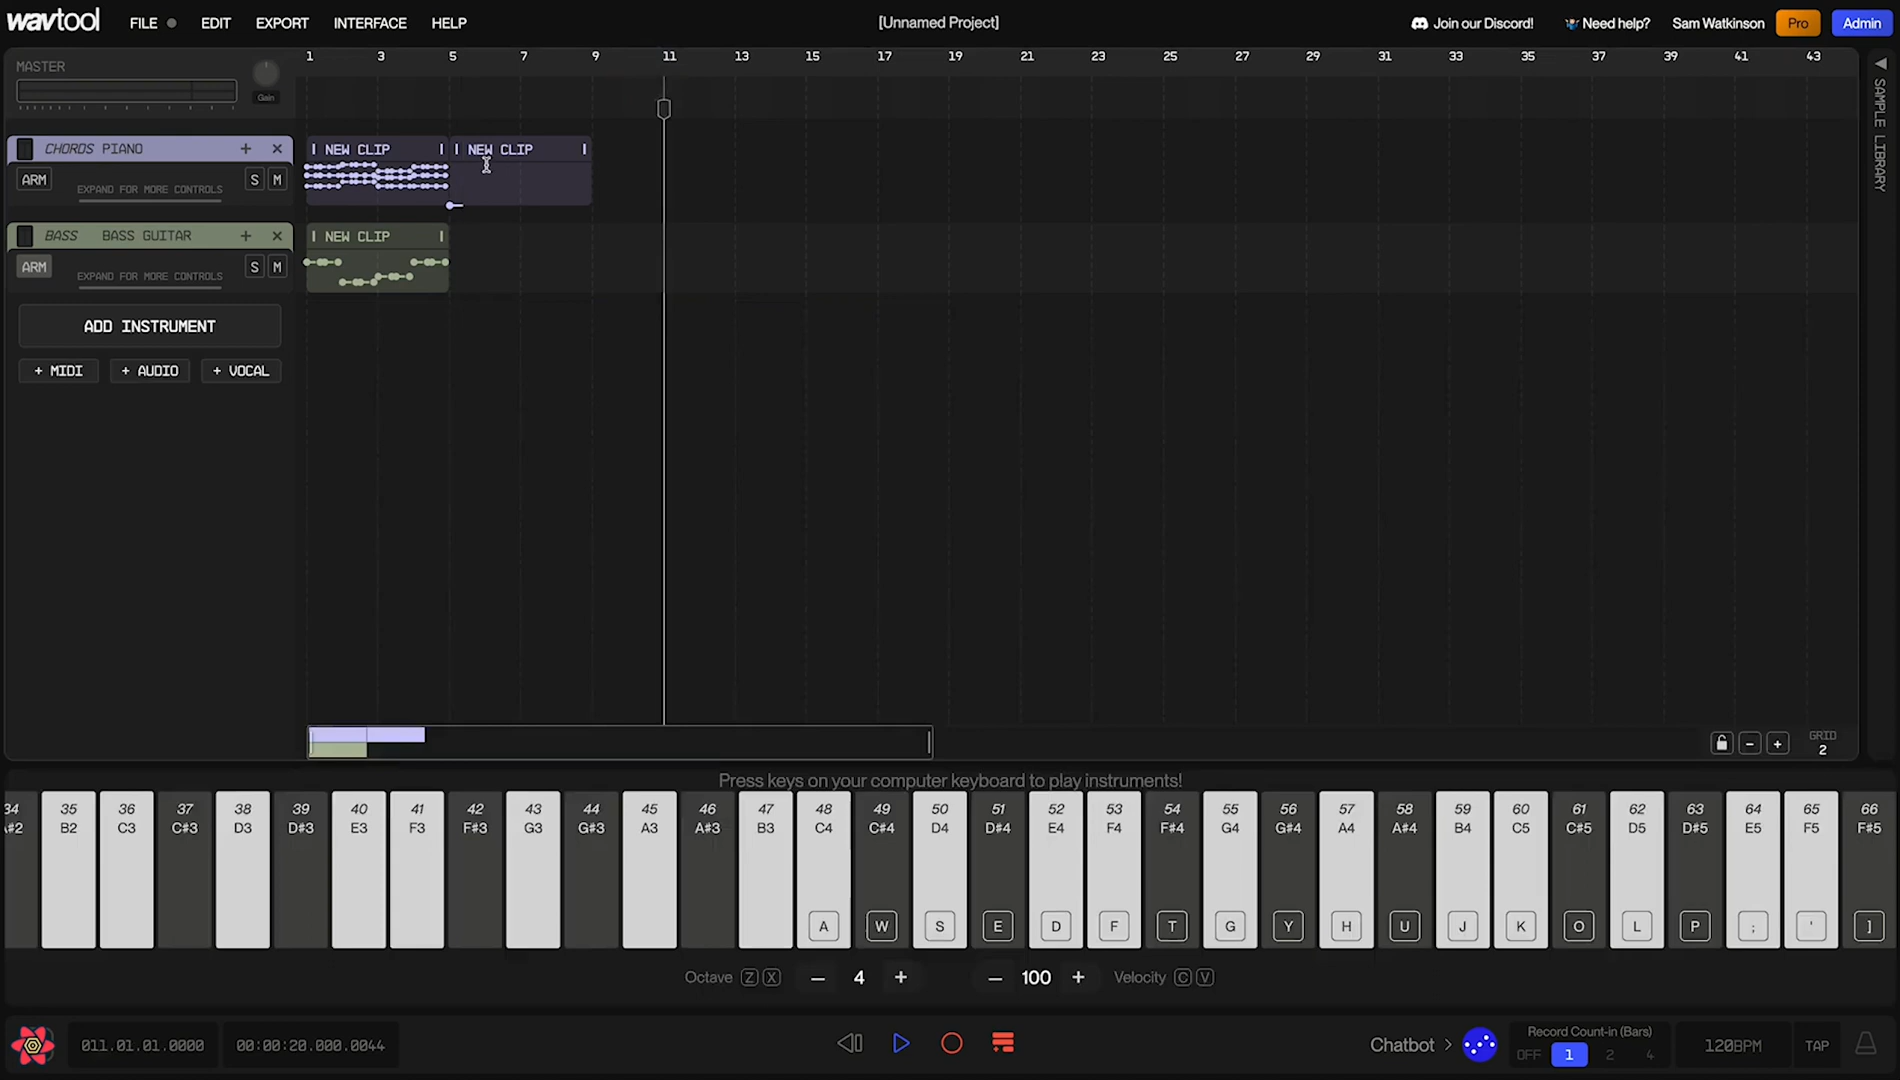 wavtool FILE EDIT EXPORT INTERFACE HELP [Unnamed Project] Join our Discord! Need help? Sam Watkinson Pro Admin
1 3 5 7 9 11 13 15 17 19 21 23 25 27 29 31 33 35 37 39 41 43
MASTER
Gain
SAMPLE LIBRARY
CHORDS PIANO + × NEW CLIP NEW CLIP
ARM EXPAND FOR MORE CONTROLS S M
BASS BASS GUITAR + × NEW CLIP
ARM EXPAND FOR MORE CONTROLS S M
ADD INSTRUMENT
+ MIDI + AUDIO + VOCAL
GRID
− + 2
Press keys on your computer keyboard to play instruments!
34 35 36 37 38 39 40 41 42 43 44 45 46 47 48 49 50 51 52 53 54 55 56 57 58 59 60 61 62 63 64 65 66
#2 B2 C3 C#3 D3 D#3 E3 F3 F#3 G3 G#3 A3 A#3 B3 C4 C#4 D4 D#4 E4 F4 F#4 G4 G#4 A4 A#4 B4 C5 C#5 D5 D#5 E5 F5 F#5
A W S E D F T G Y H U J K O L P ; ' ]
Octave Z X − 4 + − 100 + Velocity C V
011.01.01.0000 00:00:20.000.0044 Chatbot > Record Count-in (Bars)
OFF 1 2 4 120BPM TAP